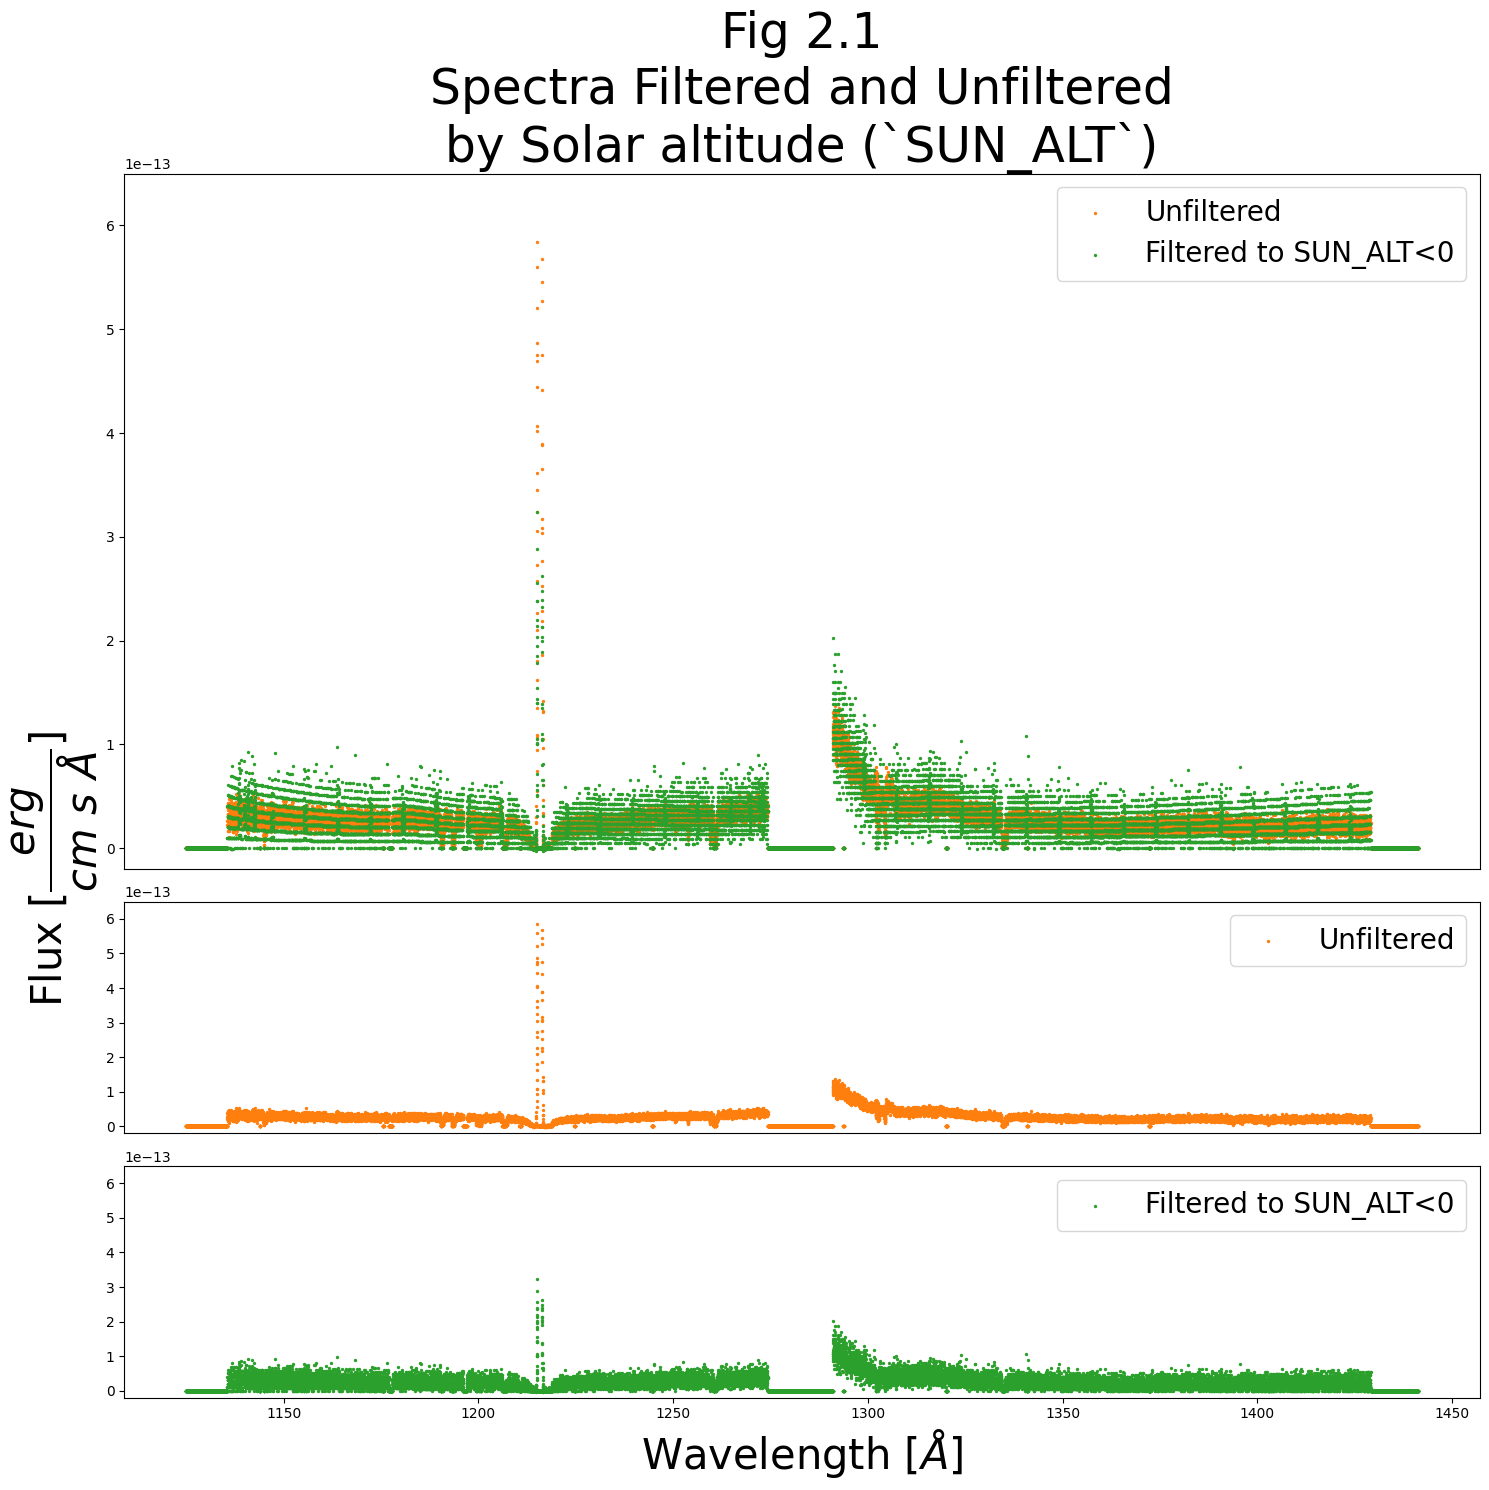 Fig 2.1
Spectra Filtered and Unfiltered
by Solar altitude (`SUN_ALT`)
1e−13
6
5
4
3
2
1
0
Unfiltered
Filtered to SUN_ALT<0
Flux [erg/cm s Å]
1e−13
6
5
4
3
2
1
0
Unfiltered
1e−13
6
5
4
3
2
1
0
Filtered to SUN_ALT<0
1150 1200 1250 1300 1350 1400 1450
Wavelength [Å]